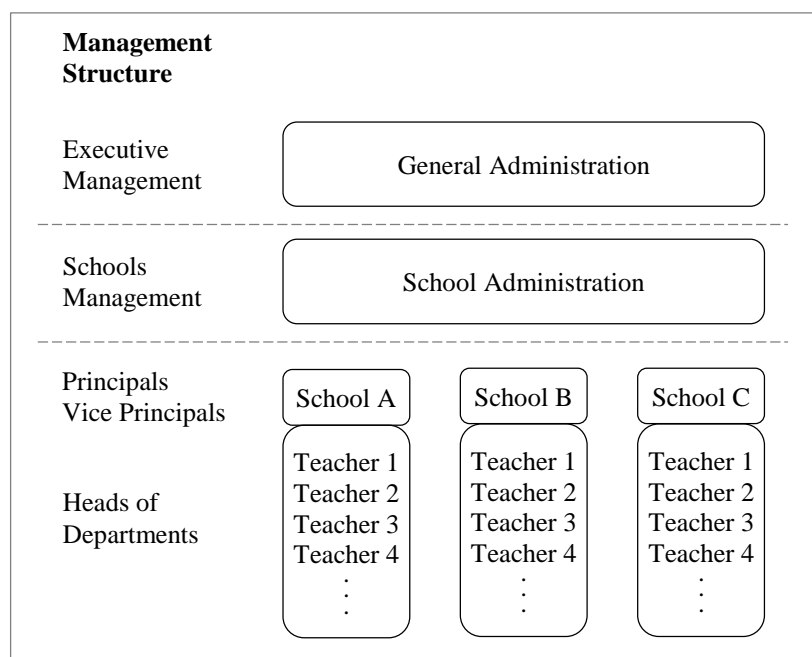 Management
Structure
Executive
Management
General Administration
Schools
Management
School Administration
Principals
Vice Principals
School A
School B
School C
Heads of
Departments
Teacher 1
Teacher 2
Teacher 3
Teacher 4
.
.
.
Teacher 1
Teacher 2
Teacher 3
Teacher 4
.
.
.
Teacher 1
Teacher 2
Teacher 3
Teacher 4
.
.
.